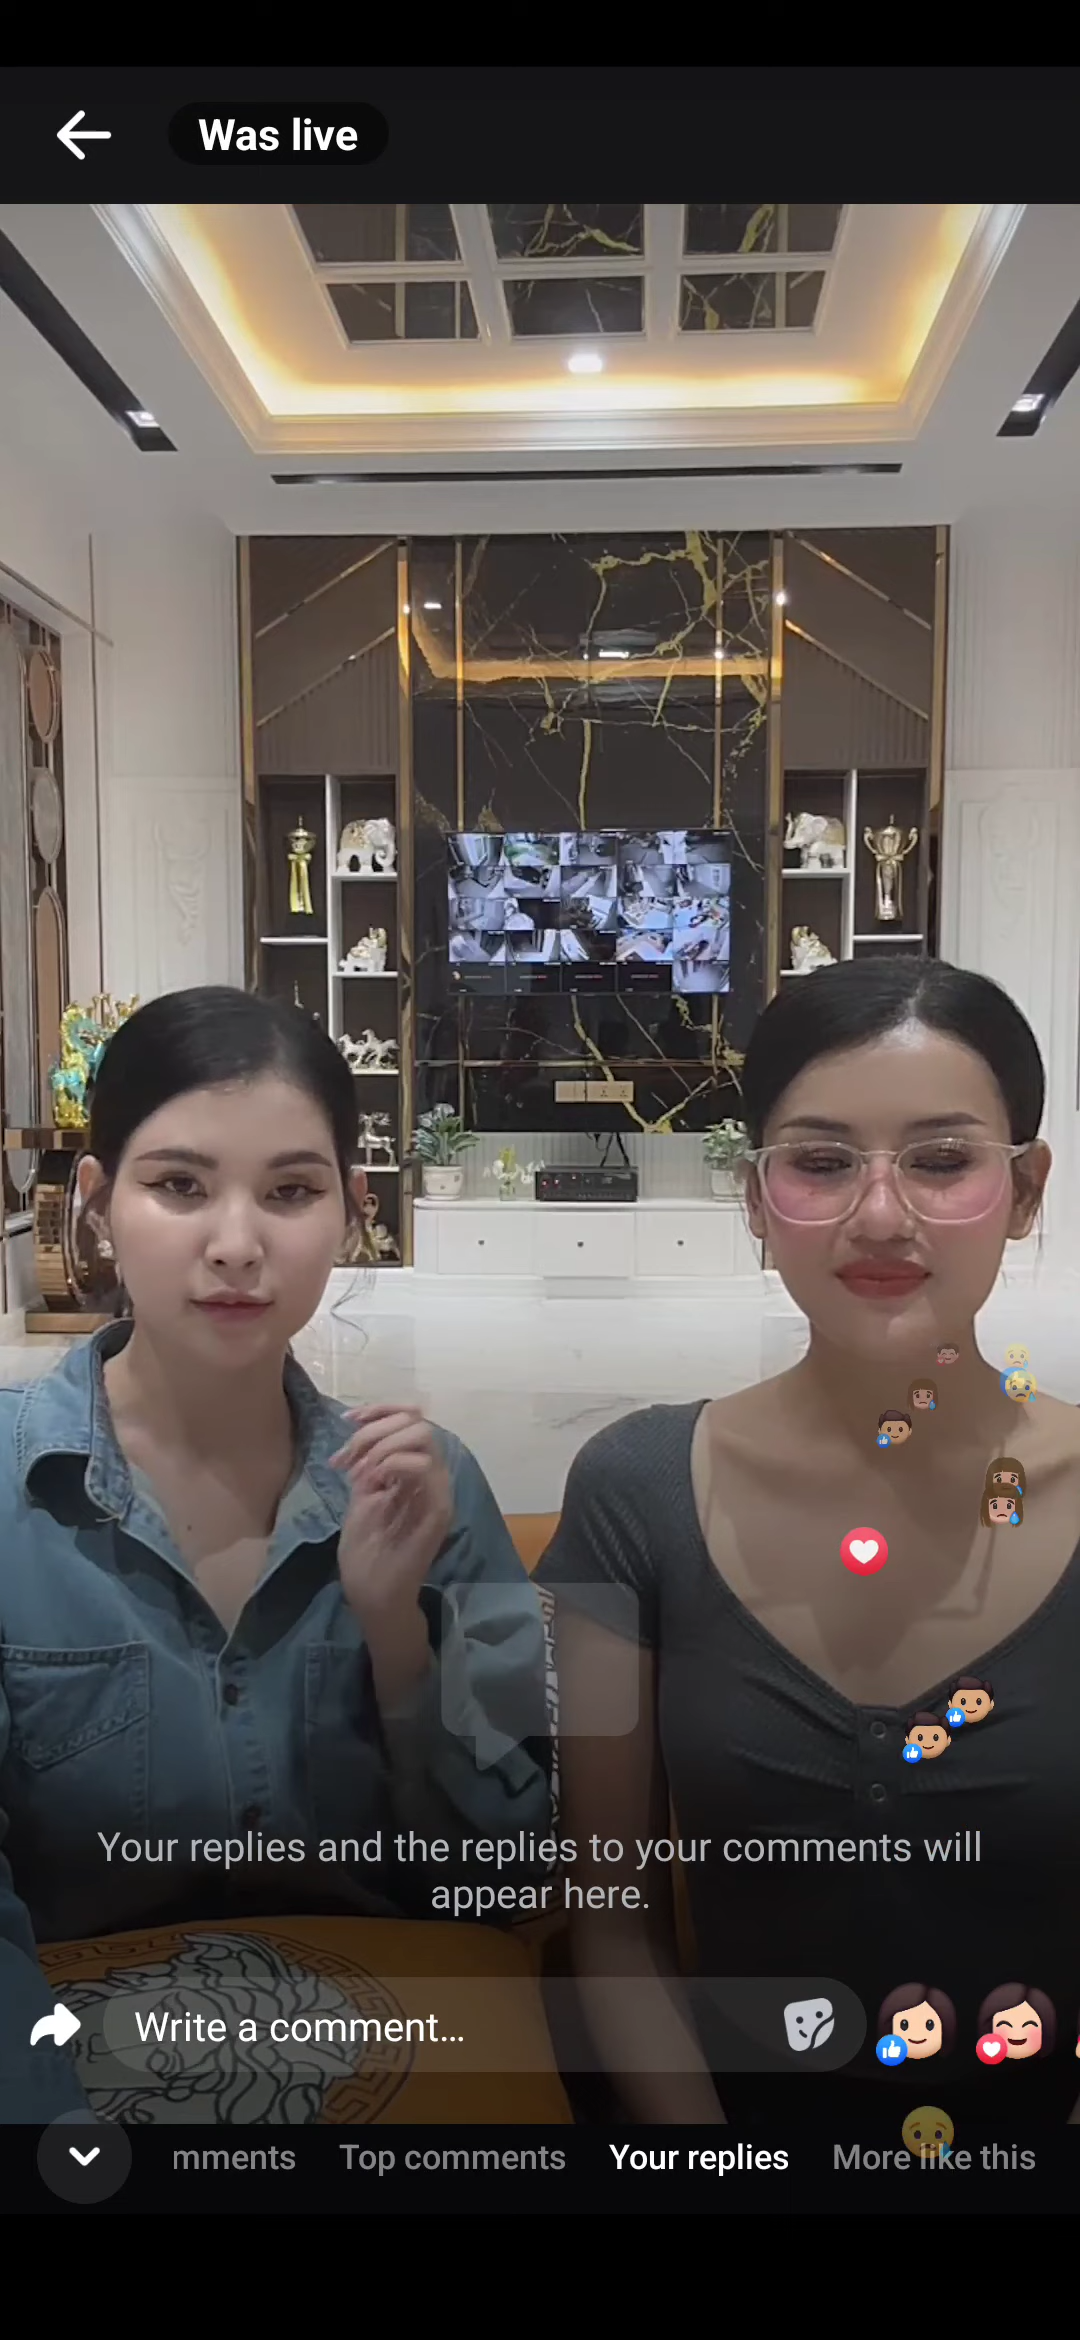 Was live
Your replies and the replies to your comments will
appear here.
Write a comment...
mments
Top comments
Your replies
More like this